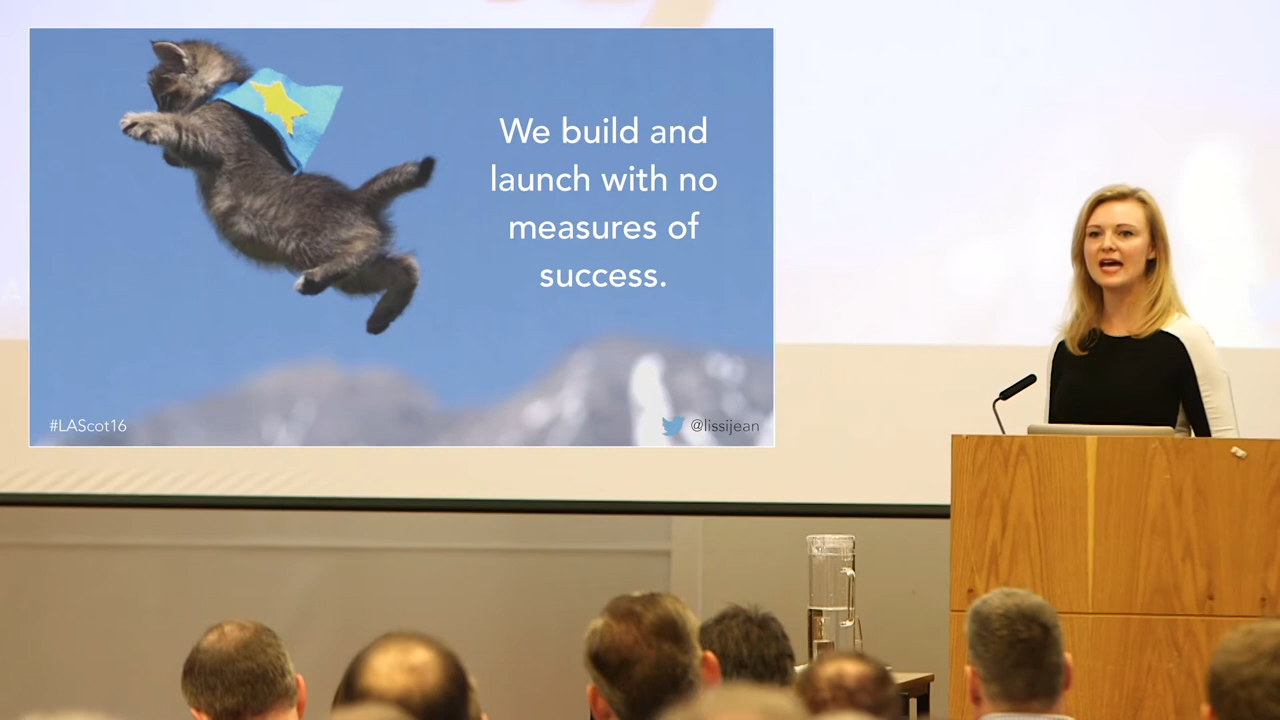 We build and
launch with no
measures of
success.
#LAScot16
@lissijean